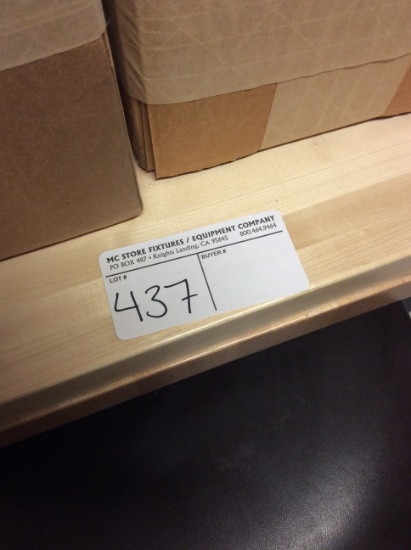 MC STORE FIXTURES / EQUIPMENT COMPANY
PO BOX 487 • Knights Landing, CA 95645 800.464.9464
LOT # BUYER #
437